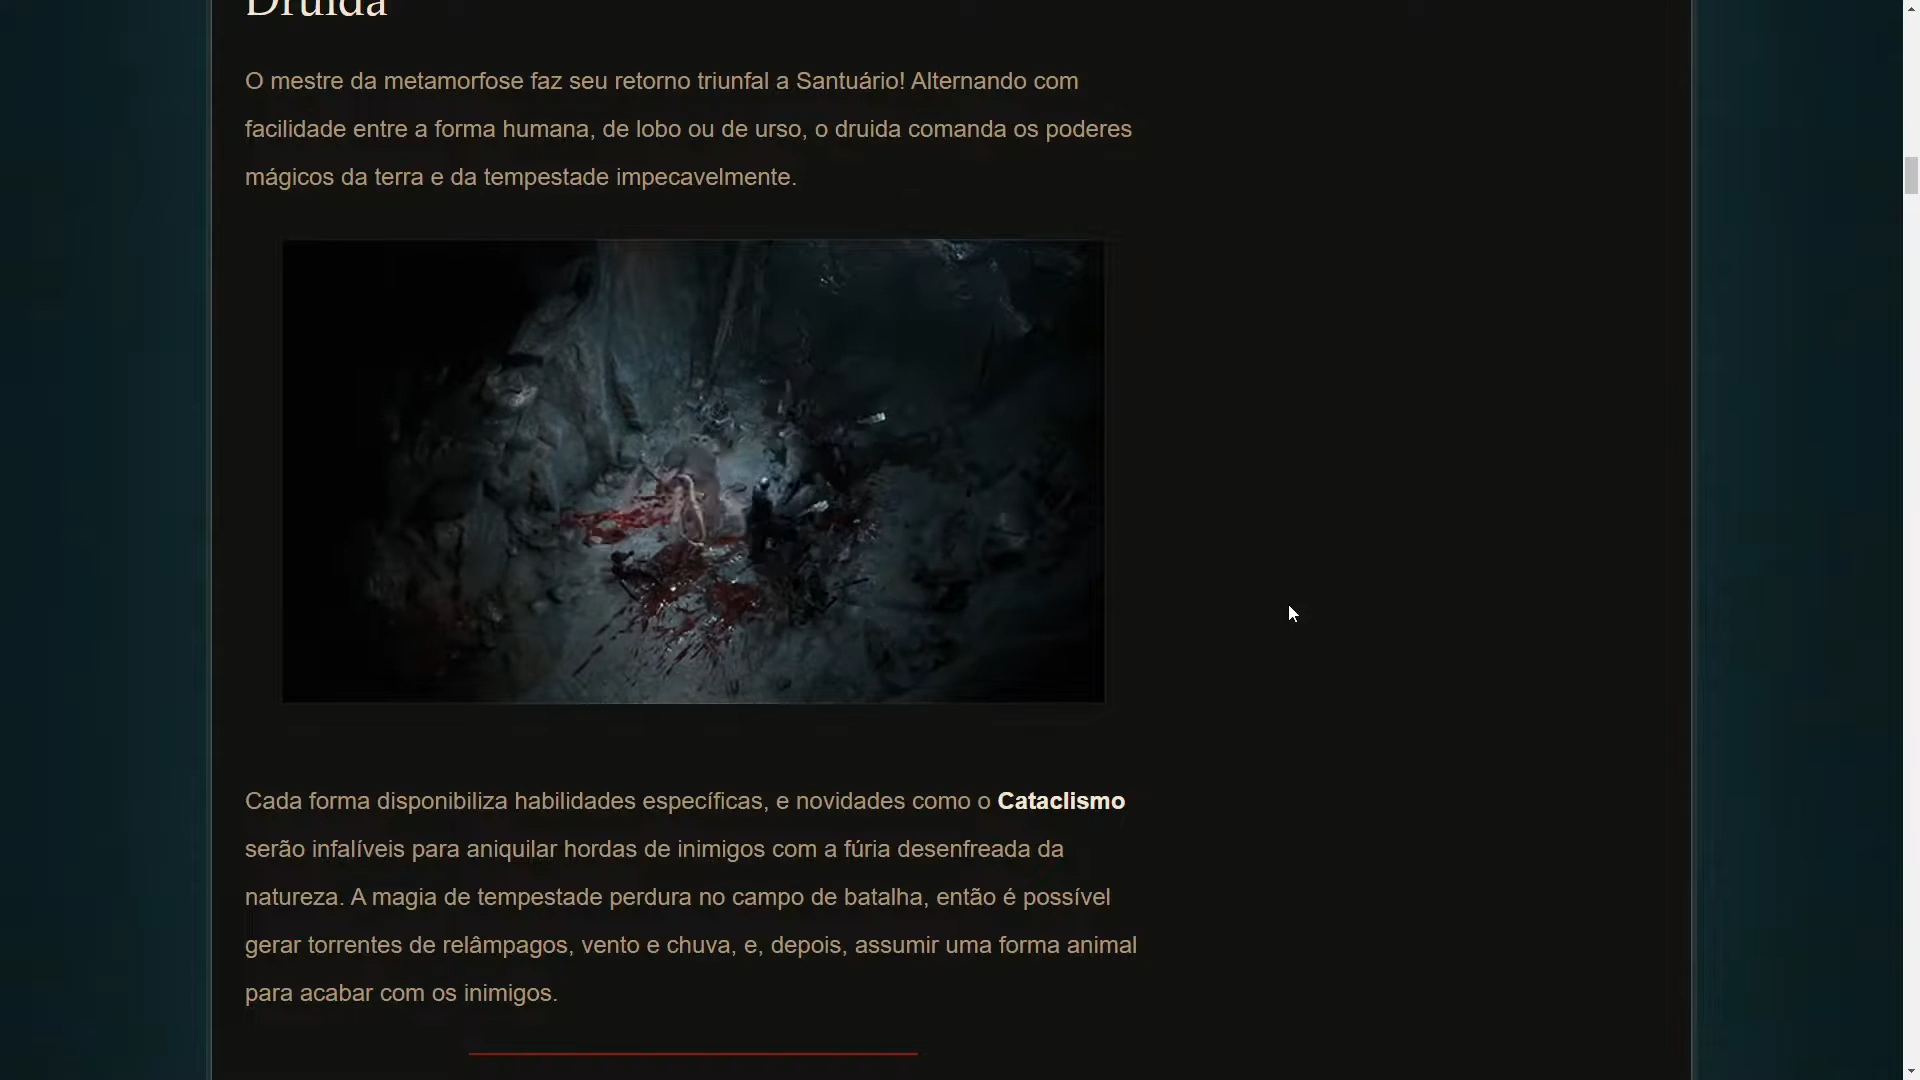 Druida
O mestre da metamorfose faz seu retorno triunfal a Santuário! Alternando com
facilidade entre a forma humana, de lobo ou de urso, o druida comanda os poderes
mágicos da terra e da tempestade impecavelmente.
Cada forma disponibiliza habilidades específicas, e novidades como o Cataclismo
serão infalíveis para aniquilar hordas de inimigos com a fúria desenfreada da
natureza. A magia de tempestade perdura no campo de batalha, então é possível
gerar torrentes de relâmpagos, vento e chuva, e, depois, assumir uma forma animal
para acabar com os inimigos.